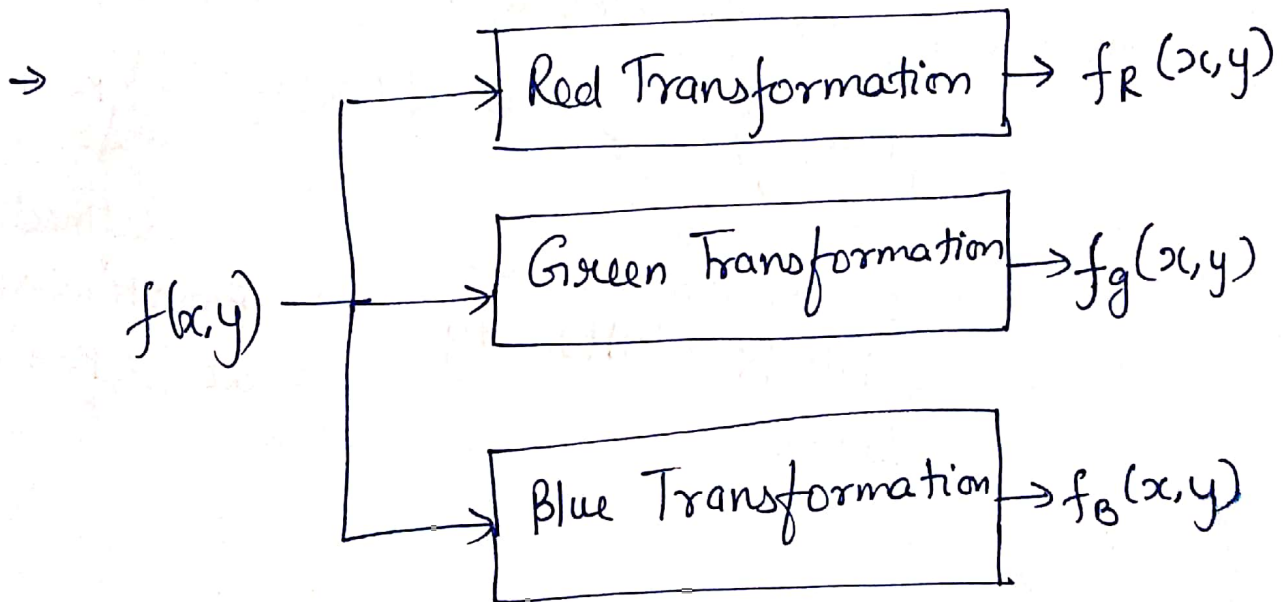 →
Red Transformation → fR (x,y)
Green Transformation → fg (x,y)
f(x,y)
Blue Transformation → fB (x,y)